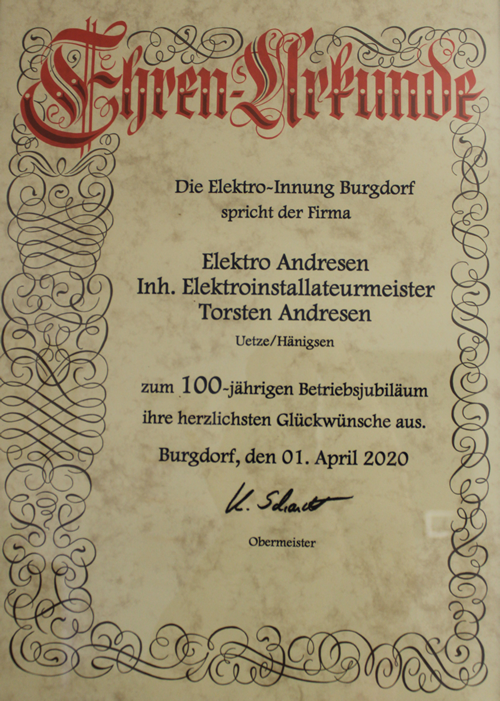 Ehren-Urkunde
Die Elektro-Innung Burgdorf
spricht der Firma
Elektro Andresen
Inh. Elektroinstallateurmeister
Torsten Andresen
Uetze/Hänigsen
zum 100-jährigen Betriebsjubiläum
ihre herzlichsten Glückwünsche aus.
Burgdorf, den 01. April 2020
Obermeister